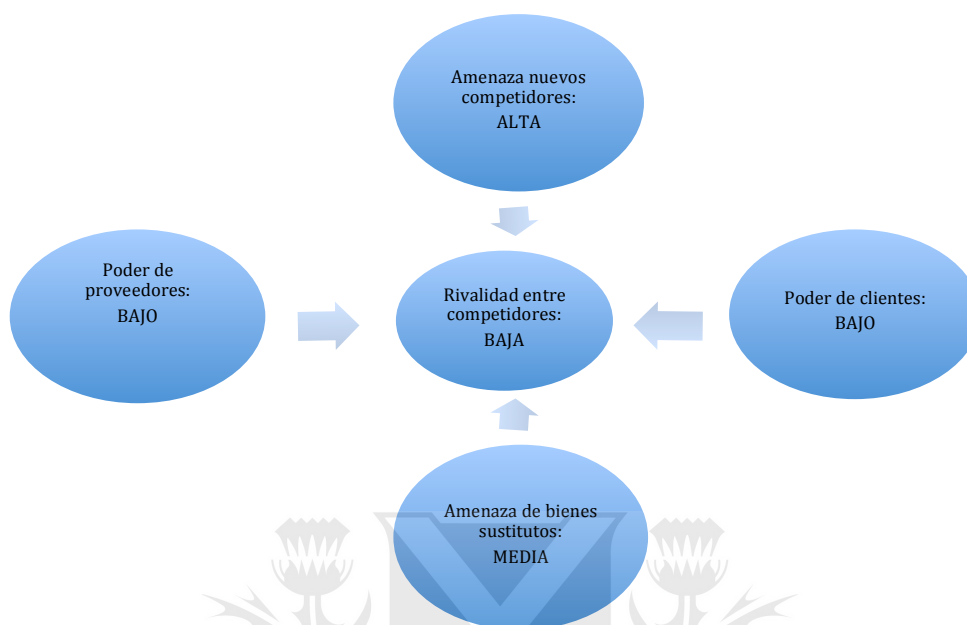 Amenaza nuevos
competidores:
ALTA
Poder de
proveedores:
BAJO
Rivalidad entre
competidores:
BAJA
Poder de clientes:
BAJO
Amenaza de bienes
sustitutos:
MEDIA